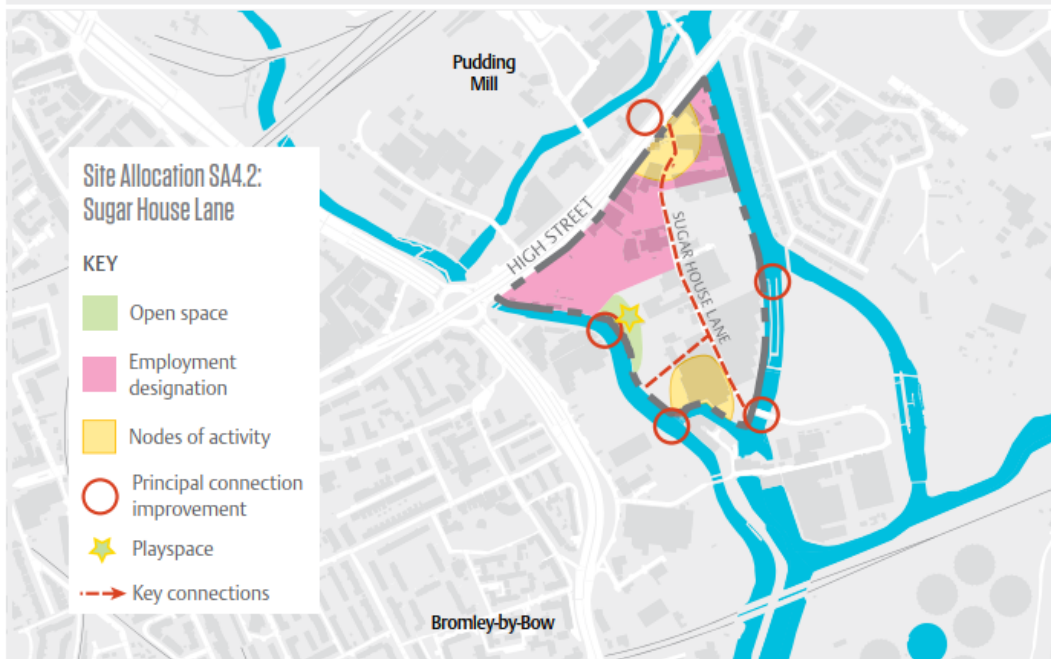 Pudding
Mill
Site Allocation SA4.2:
Sugar House Lane
KEY
Open space
Employment
designation
Nodes of activity
Principal connection
improvement
Playspace
Key connections
HIGH STREET
SUGAR HOUSE LANE
Bromley-by-Bow